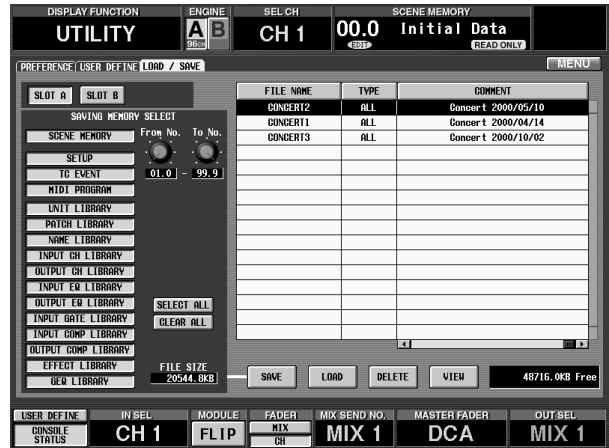 DISPLAY FUNCTION ENGINE SEL CH SCENE MEMORY
UTILITY A B 96CH CH 1 00.0 EDIT Initial Data READ ONLY
PREFERENCE USER DEFINE LOAD / SAVE MENU
SLOT A SLOT B
SAVING MEMORY SELECT
SCENE MEMORY From No. To No.
SETUP
TC EVENT 01.0 - 99.9
MIDI PROGRAM
UNIT LIBRARY
PATCH LIBRARY
NAME LIBRARY
INPUT CH LIBRARY
OUTPUT CH LIBRARY
INPUT EQ LIBRARY
OUTPUT EQ LIBRARY SELECT ALL
INPUT GATE LIBRARY CLEAR ALL
INPUT COMP LIBRARY
OUTPUT COMP LIBRARY
EFFECT LIBRARY FILE SIZE
GEQ LIBRARY 20544.0KB
FILE NAME TYPE COMMENT
CONCERT2 ALL Concert 2000/05/10
CONCERT1 ALL Concert 2000/04/14
CONCERT3 ALL Concert 2000/10/02
SAVE LOAD DELETE VIEW 48716.0KB Free
USER DEFINE IN SEL MODULE FADER MIX SEND NO. MASTER FADER OUT SEL
CONSOLE STATUS CH 1 FLIP MIX CH MIX 1 DCA MIX 1